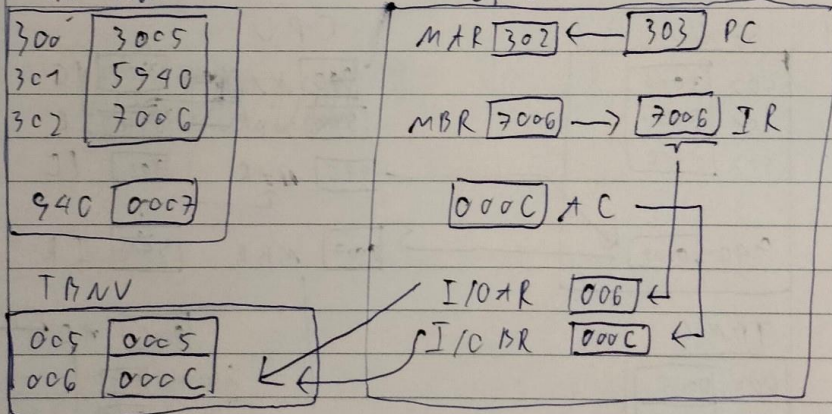 300 3005 MAR 302 ← 303 PC
301 5940
302 7006 MBR 7006 → 7006 IR
940 0007 000C AC
TBNV I/OAR 006
005 0005 I/OBR 000C
006 000C